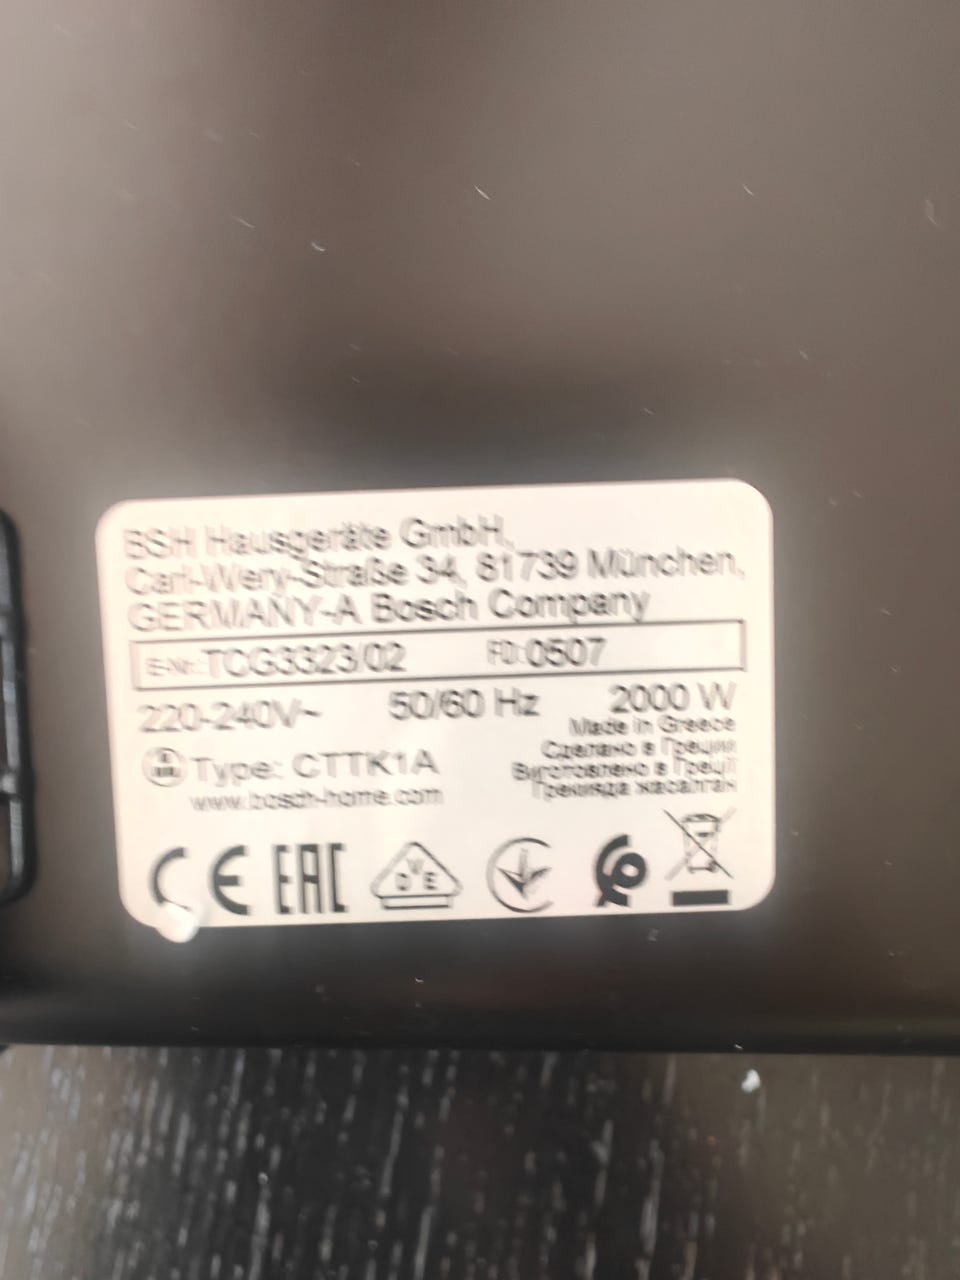 BSH Hausgeräte GmbH,
Carl-Wery-Straße 34, 81739 München,
GERMANY-A Bosch Company
E-Nr.:TCG3323/02 FD:0507
220-240V~ 50/60 Hz 2000 W
Made in Greece
Сделано в Греции
Виготовлено в Греції
Грекияда жасалған
Type: CTTK1A
www.bosch-home.com
CE EAC DVE